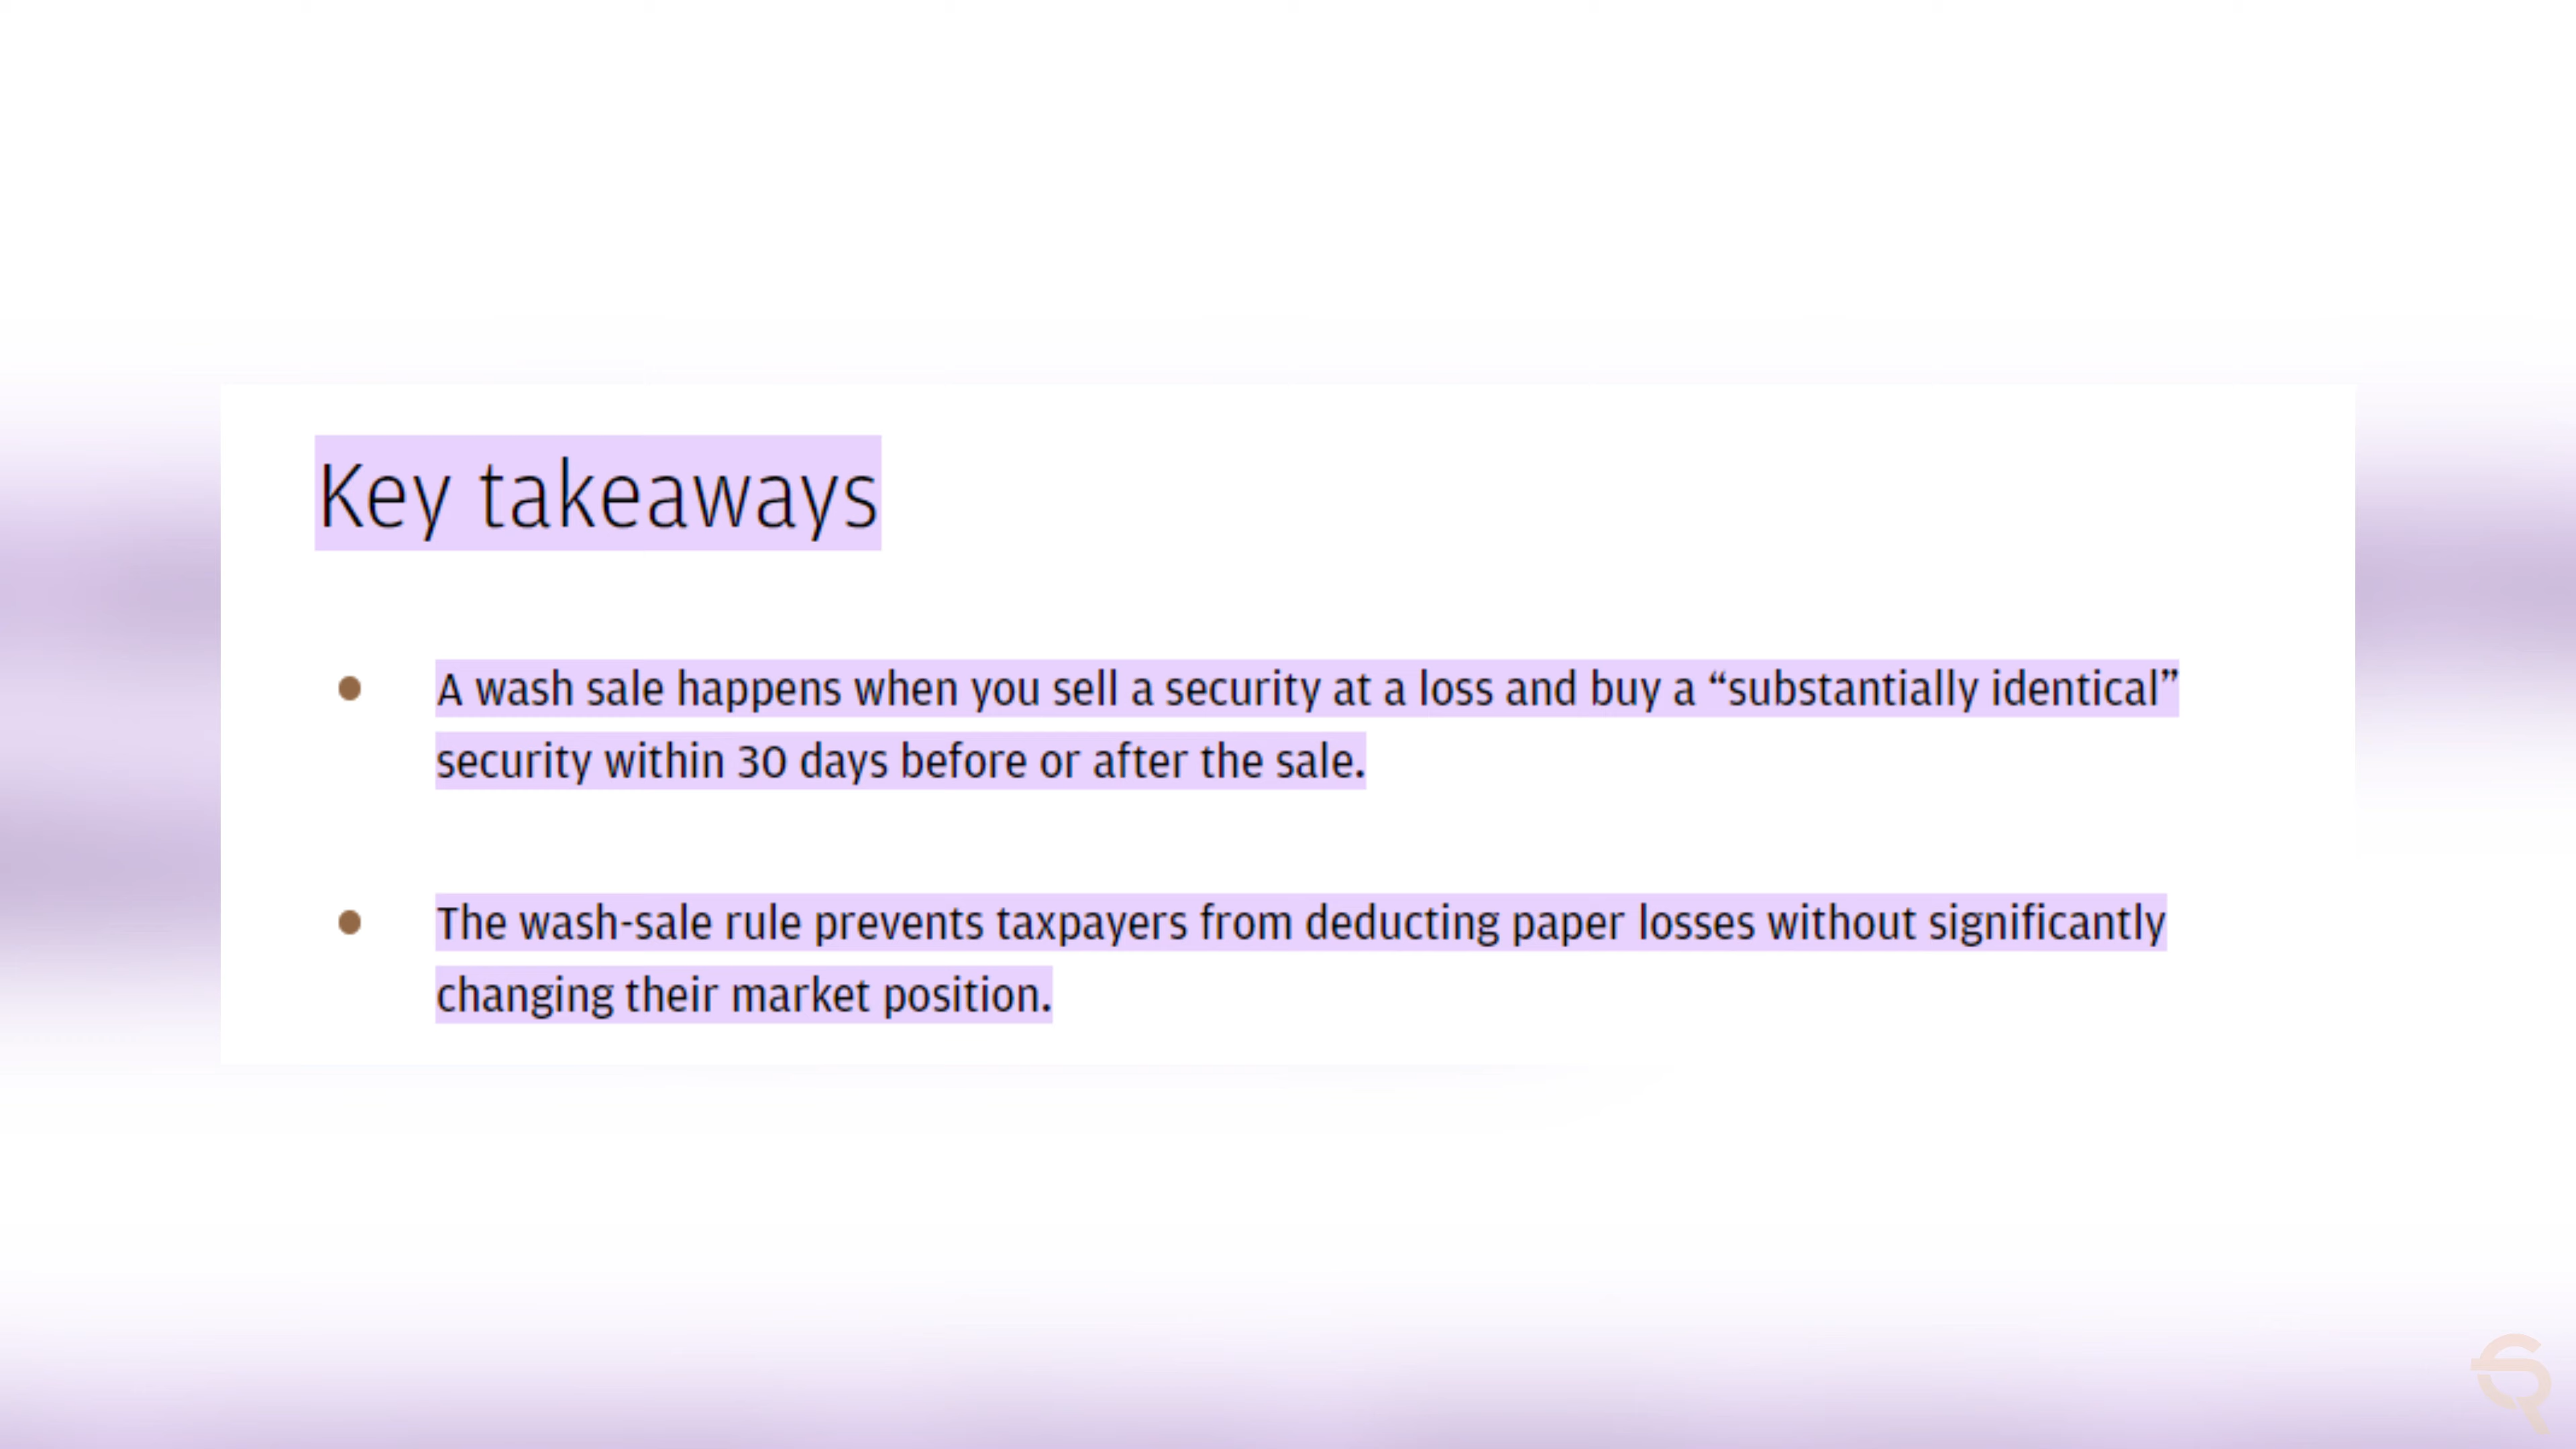 Key takeaways
A wash sale happens when you sell a security at a loss and buy a “substantially identical”
security within 30 days before or after the sale.
The wash-sale rule prevents taxpayers from deducting paper losses without significantly
changing their market position.